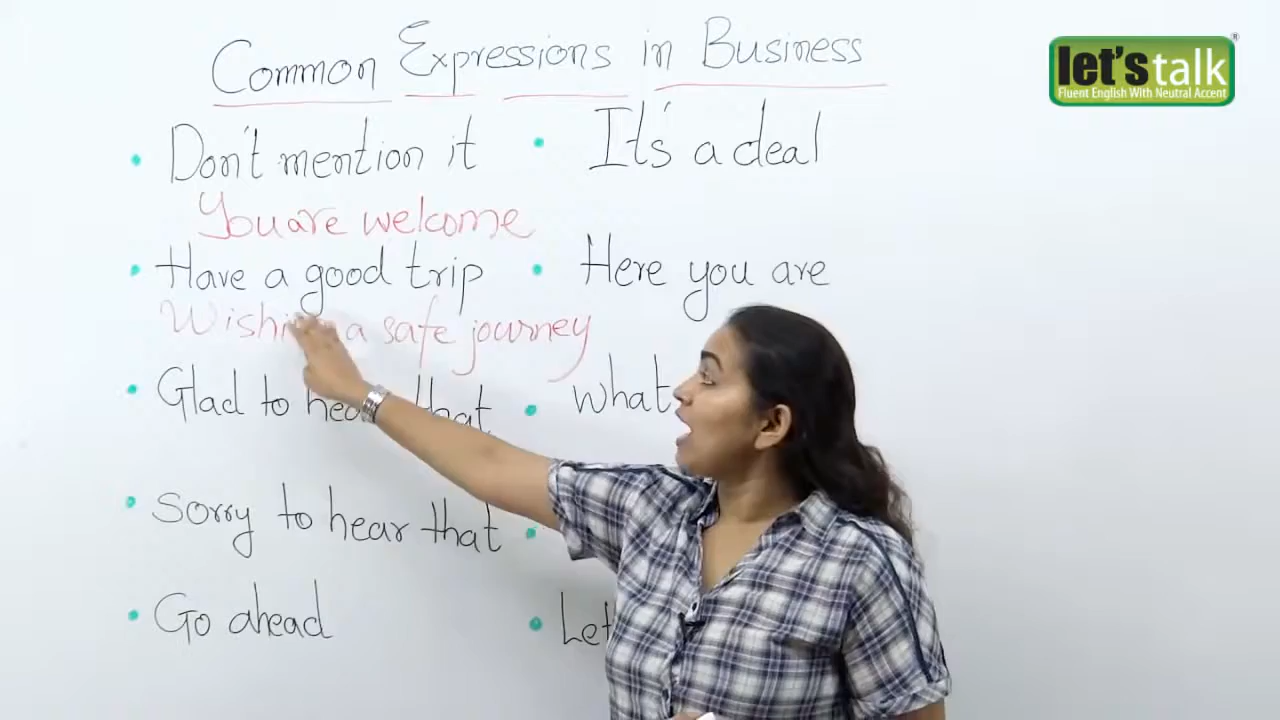 Common Expressions in Business
Don't mention it
You are welcome
Have a good trip
a safe journey
Glad to that
Sorry to hear that
Go ahead
It's a deal
Here you are
let's talk
Fluent English With Neutral Accent